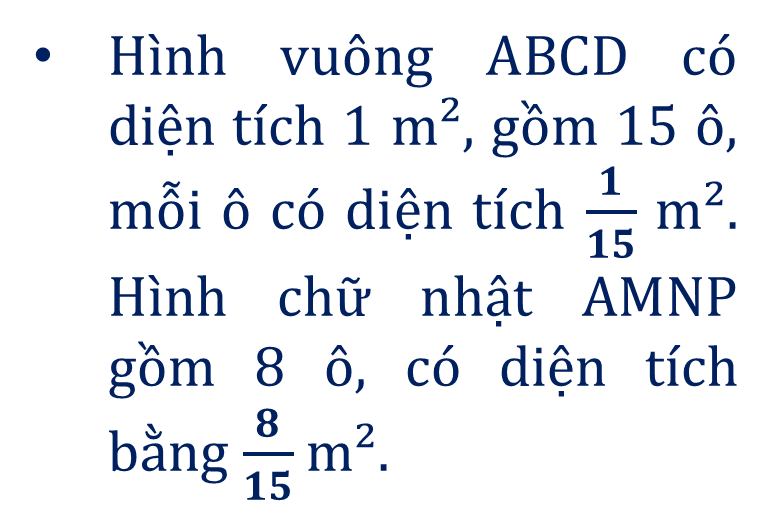 • Hình vuông ABCD có
diện tích 1 m², gồm 15 ô,
mỗi ô có diện tích 1/15 m².
Hình chữ nhật AMNP
gồm 8 ô, có diện tích
bằng 8/15 m².